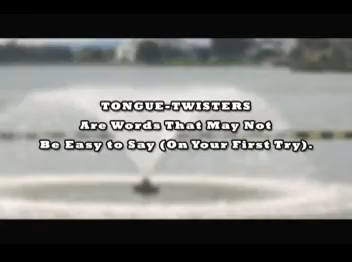 TONGUE-TWISTERS
Are Words That May Not
Be Easy to Say (On Your First Try).